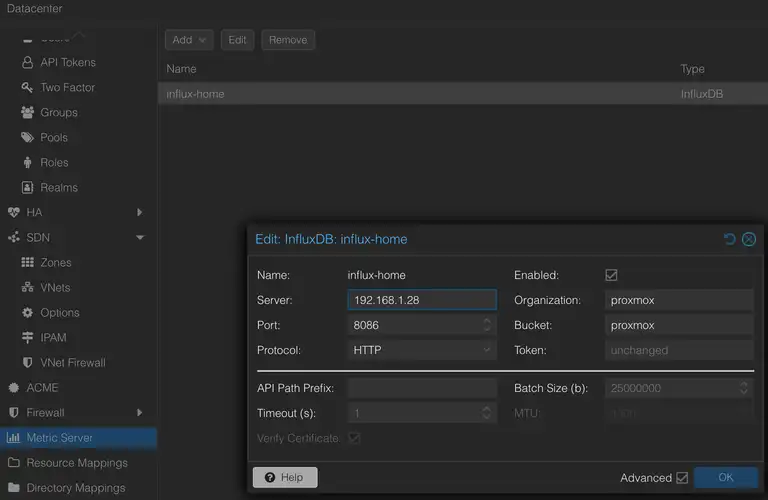 Datacenter
Users
API Tokens
Two Factor
Groups
Pools
Roles
Realms
HA
SDN
Zones
VNets
Options
IPAM
VNet Firewall
ACME
Firewall
Metric Server
Resource Mappings
Directory Mappings
Add Edit Remove
Name Type
influx-home InfluxDB
Edit: InfluxDB: influx-home
Name: influx-home Enabled:
Server: 192.168.1.28 Organization: proxmox
Port: 8086 Bucket: proxmox
Protocol: HTTP Token: unchanged
API Path Prefix: Batch Size (b): 25000000
Timeout (s): 1 MTU: 1500
Verify Certificate
Help Advanced OK